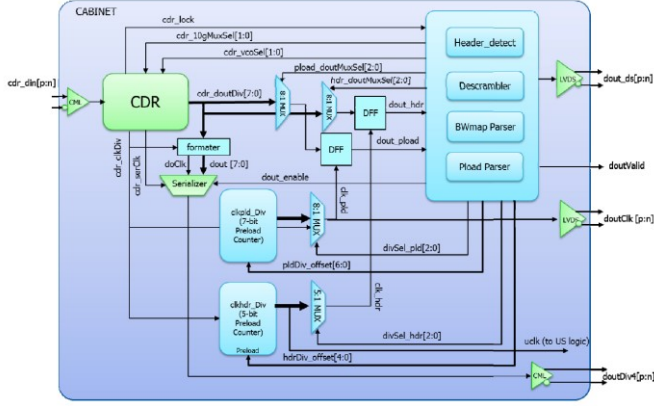 CABINET
cdr_lock
cdr_10gMuxSel[1:0]
cdr_vcoSel[1:0]
pload_doutMuxSel[2:0]
hdr_doutMuxSel[2:0]
Header_detect
cdr_din[p:n]
CML
CDR
cdr_doutDiv[7:0]
8:1 MUX
8:1 MUX
DFF
dout_hdr
Descrambler
LVDS
dout_ds[p:n]
BWmap Parser
cdr_clkDiv
cdr_serClk
formater
doClk
dout [7:0]
DFF
dout_pload
Pload Parser
doutValid
Serializer
dout_enable
clk_pld
clkpld_Div
(7-bit
Preload
Counter)
8:1 MUX
LVDS
doutClk [p:n]
divSel_pld[2:0]
pldDiv_offset[6:0]
clk_hdr
clkhdr_Div
(5-bit
Preload
Counter)
Preload
5:1 MUX
divSel_hdr[2:0]
uclk (to US logic)
hdrDiv_offset[4:0]
CML
doutDiv4[p:n]